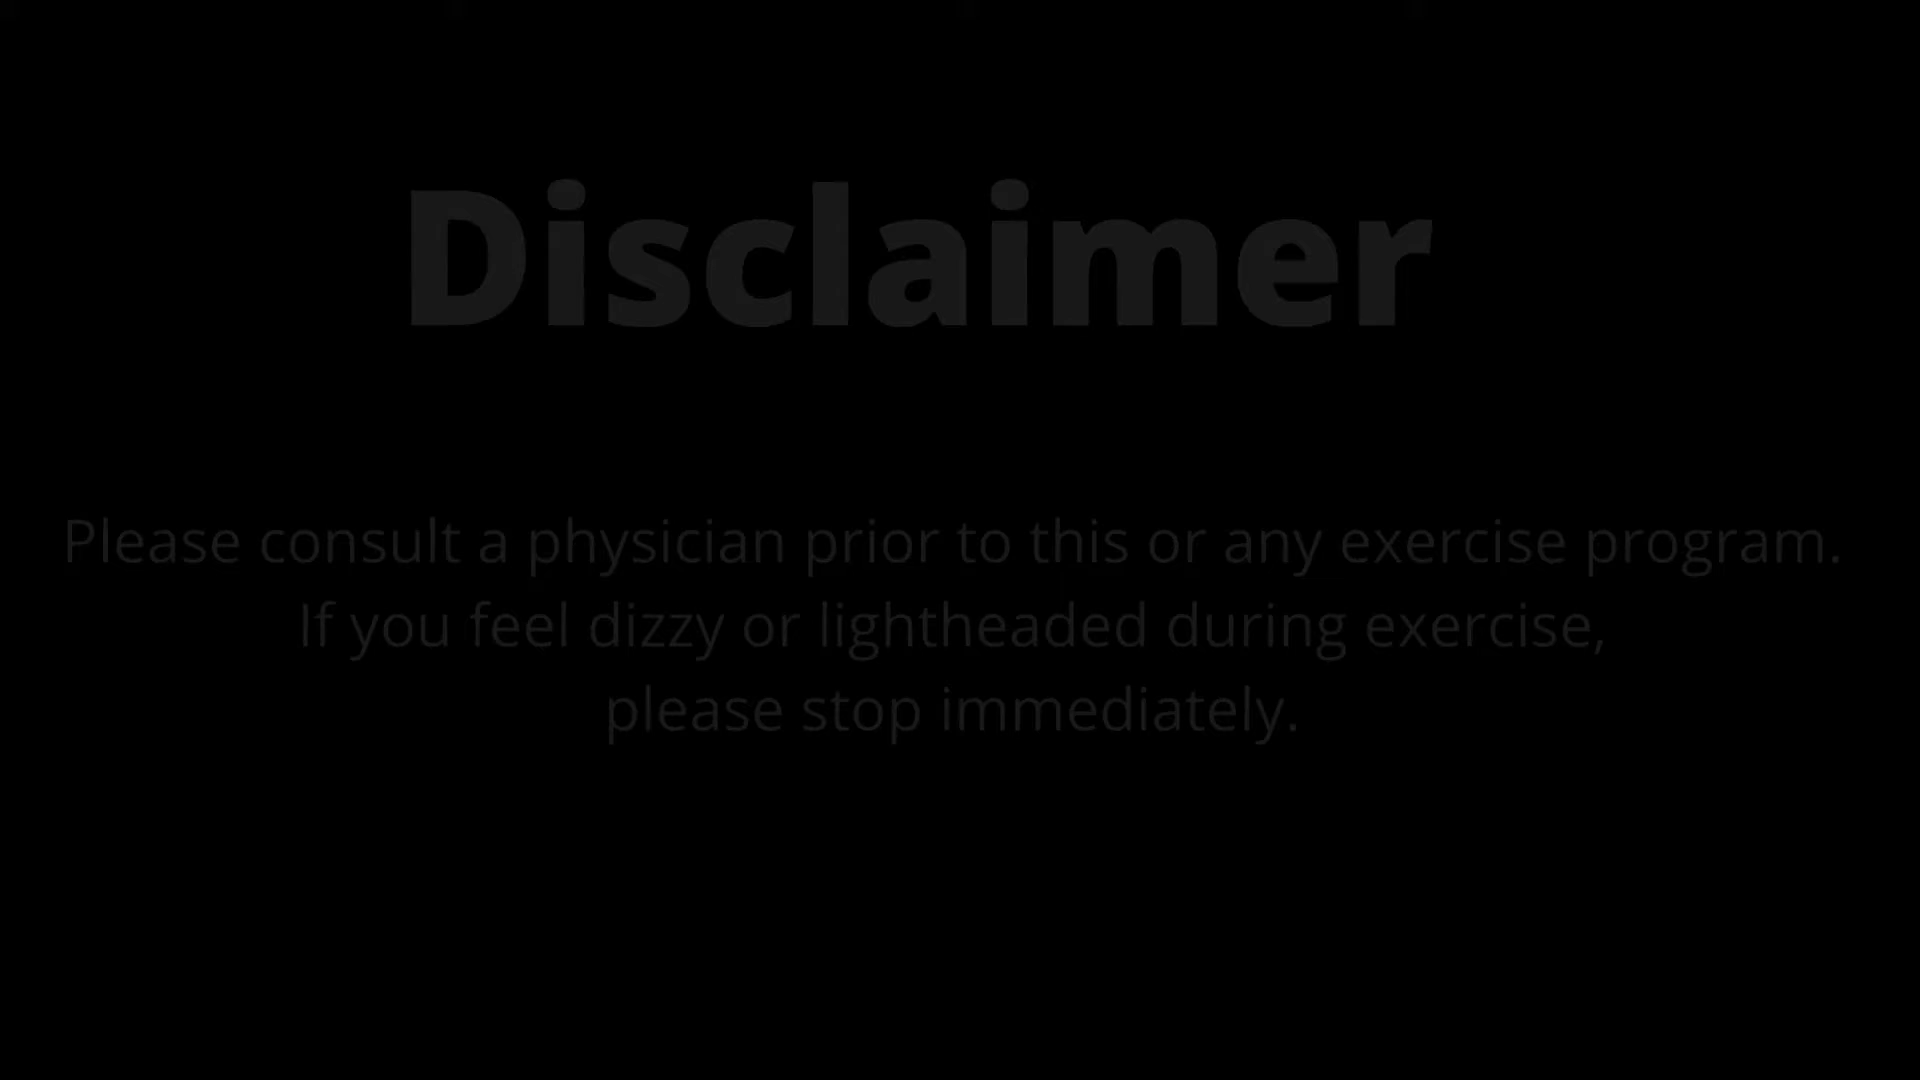 Disclaimer
Please consult a physician prior to this or any exercise program.
If you feel dizzy or lightheaded during exercise,
please stop immediately.